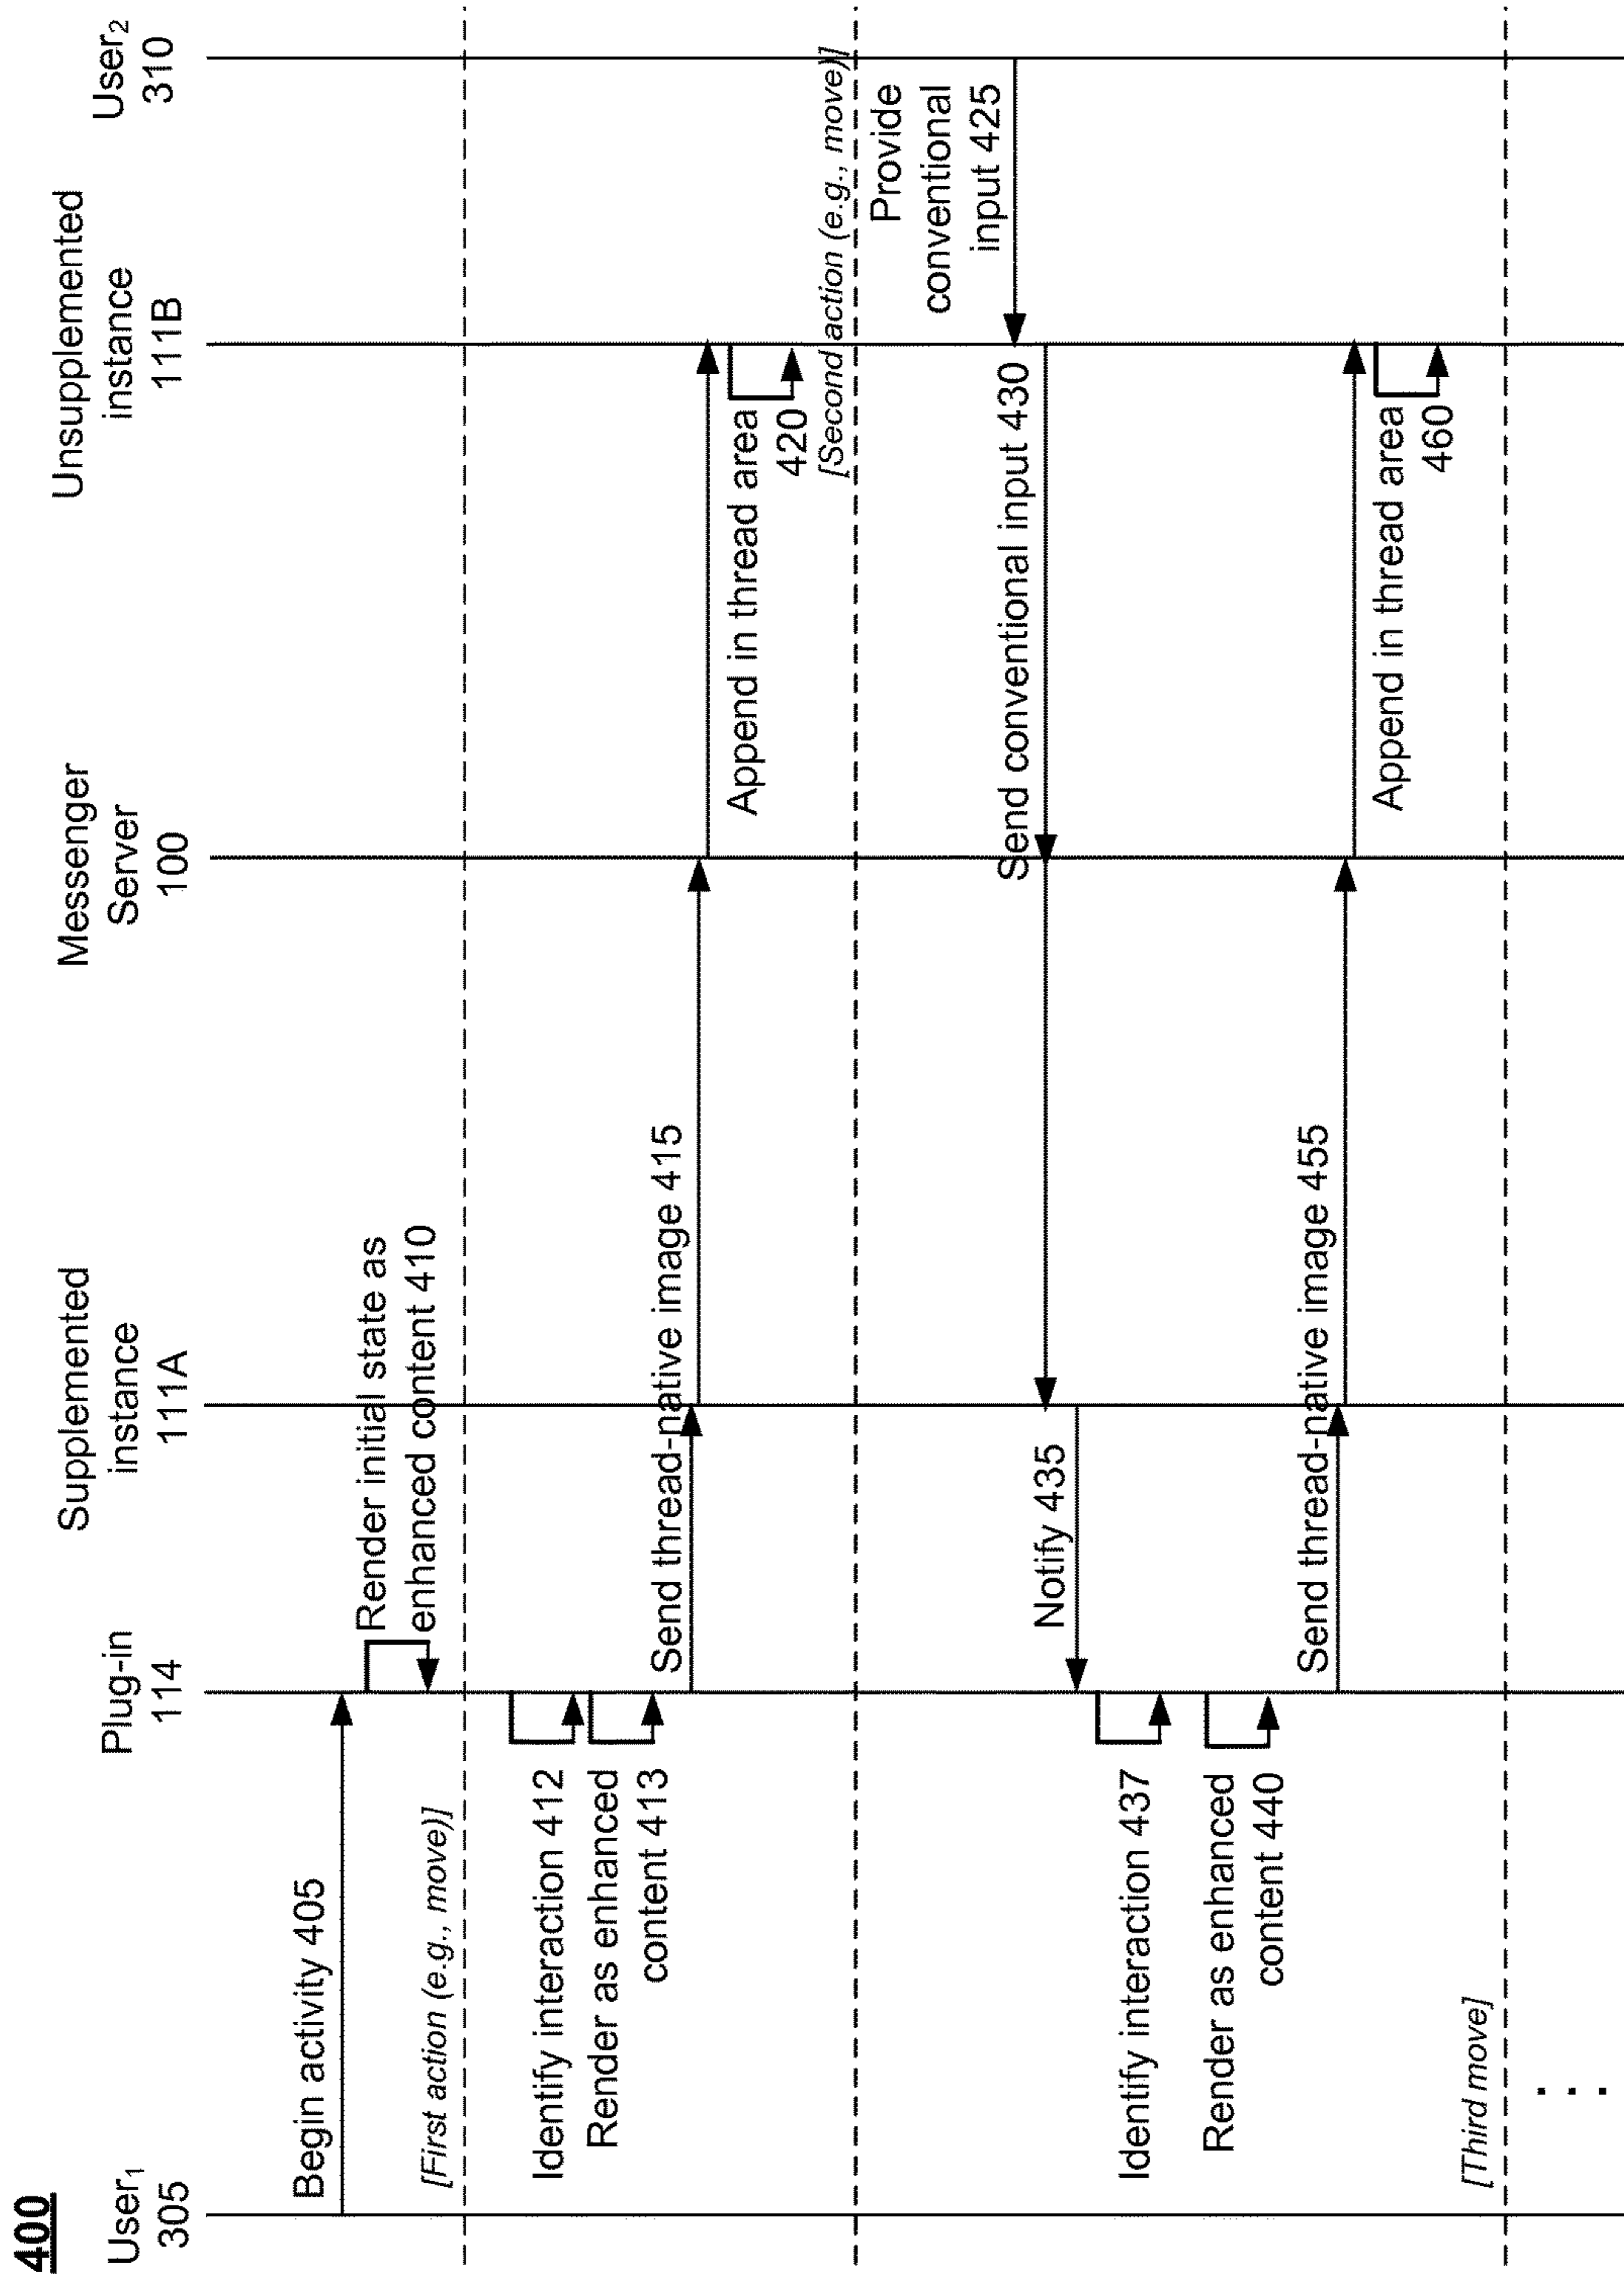 400
User1
305
Plug-in
114
Supplemented
instance
111A
Messenger
Server
100
Unsupplemented
instance
111B
User2
310
Begin activity 405
Render initial state as
enhanced content 410
[First action (e.g., move)]
Identify interaction 412
Render as enhanced
content 413
Send thread-native image 415
Append in thread area
420
[Second action (e.g., move)]
Provide
conventional
input 425
Send conventional input 430
Notify 435
Identify interaction 437
Render as enhanced
content 440
Send thread-native image 455
Append in thread area
460
[Third move]
. . .